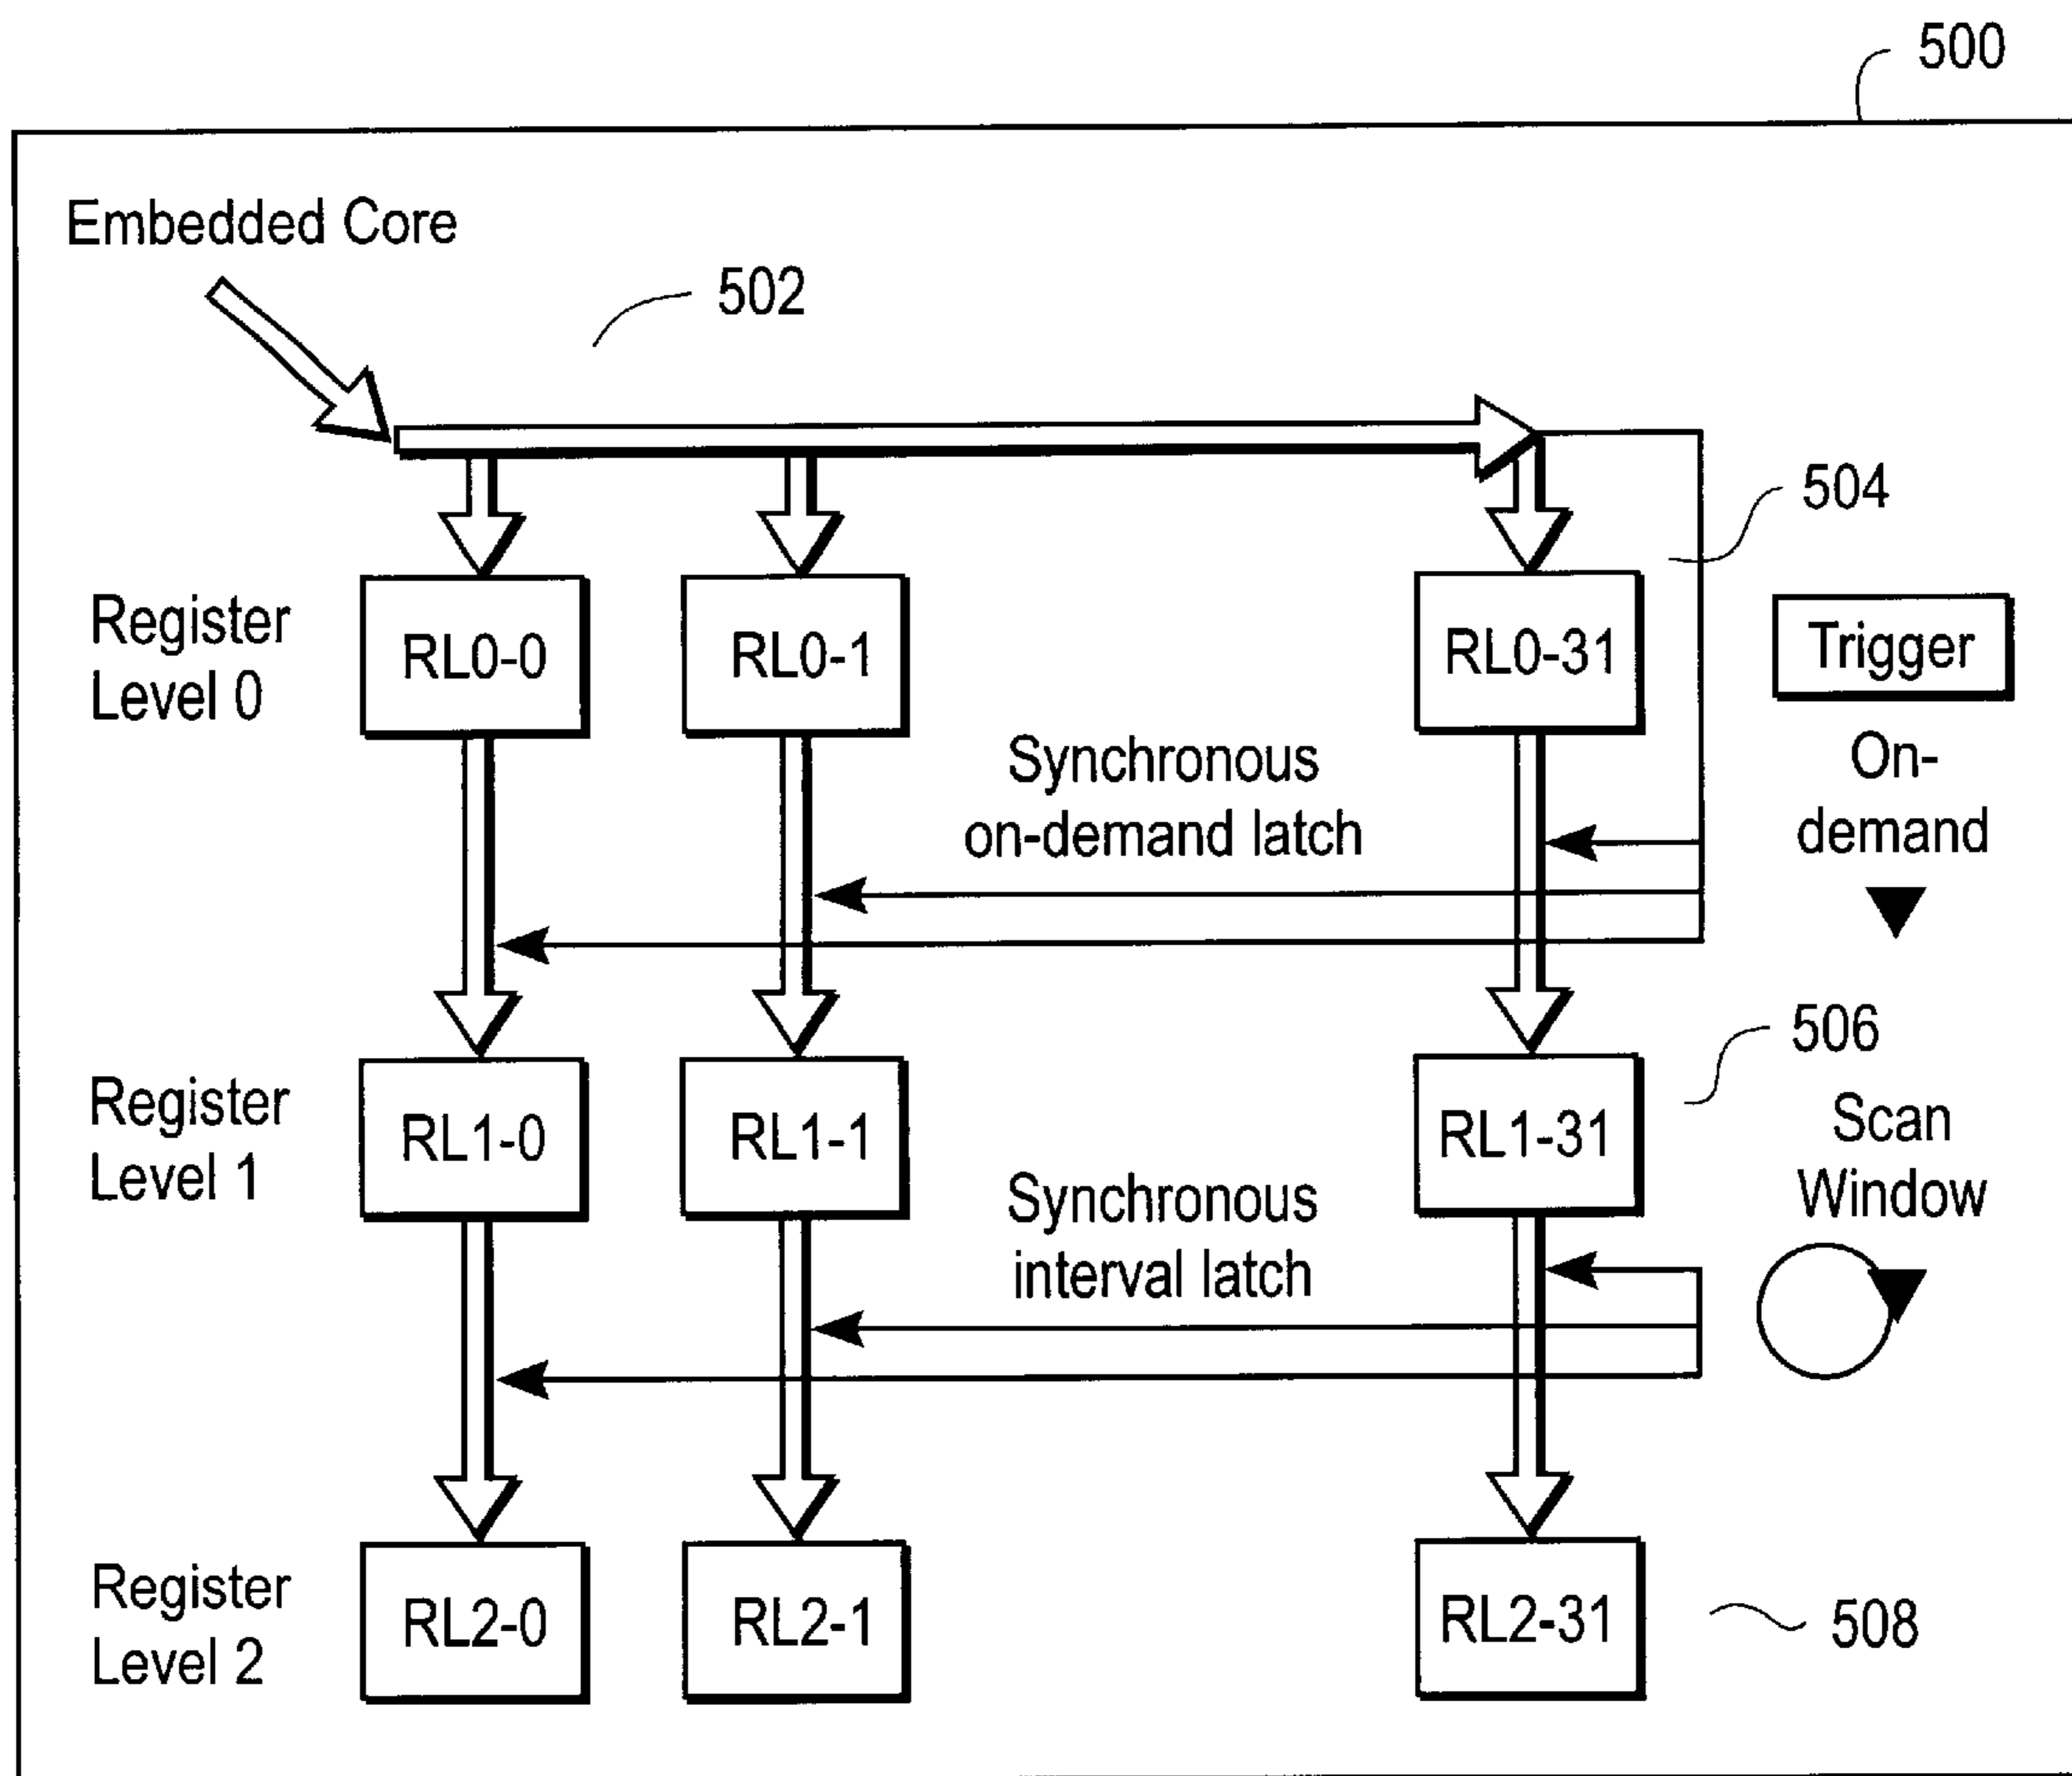 500
Embedded Core
502
504
Register
Level 0
RL0-0
RL0-1
RL0-31
Trigger
On-
demand
Synchronous
on-demand latch
506
Register
Level 1
RL1-0
RL1-1
RL1-31
Scan
Window
Synchronous
interval latch
Register
Level 2
RL2-0
RL2-1
RL2-31
508